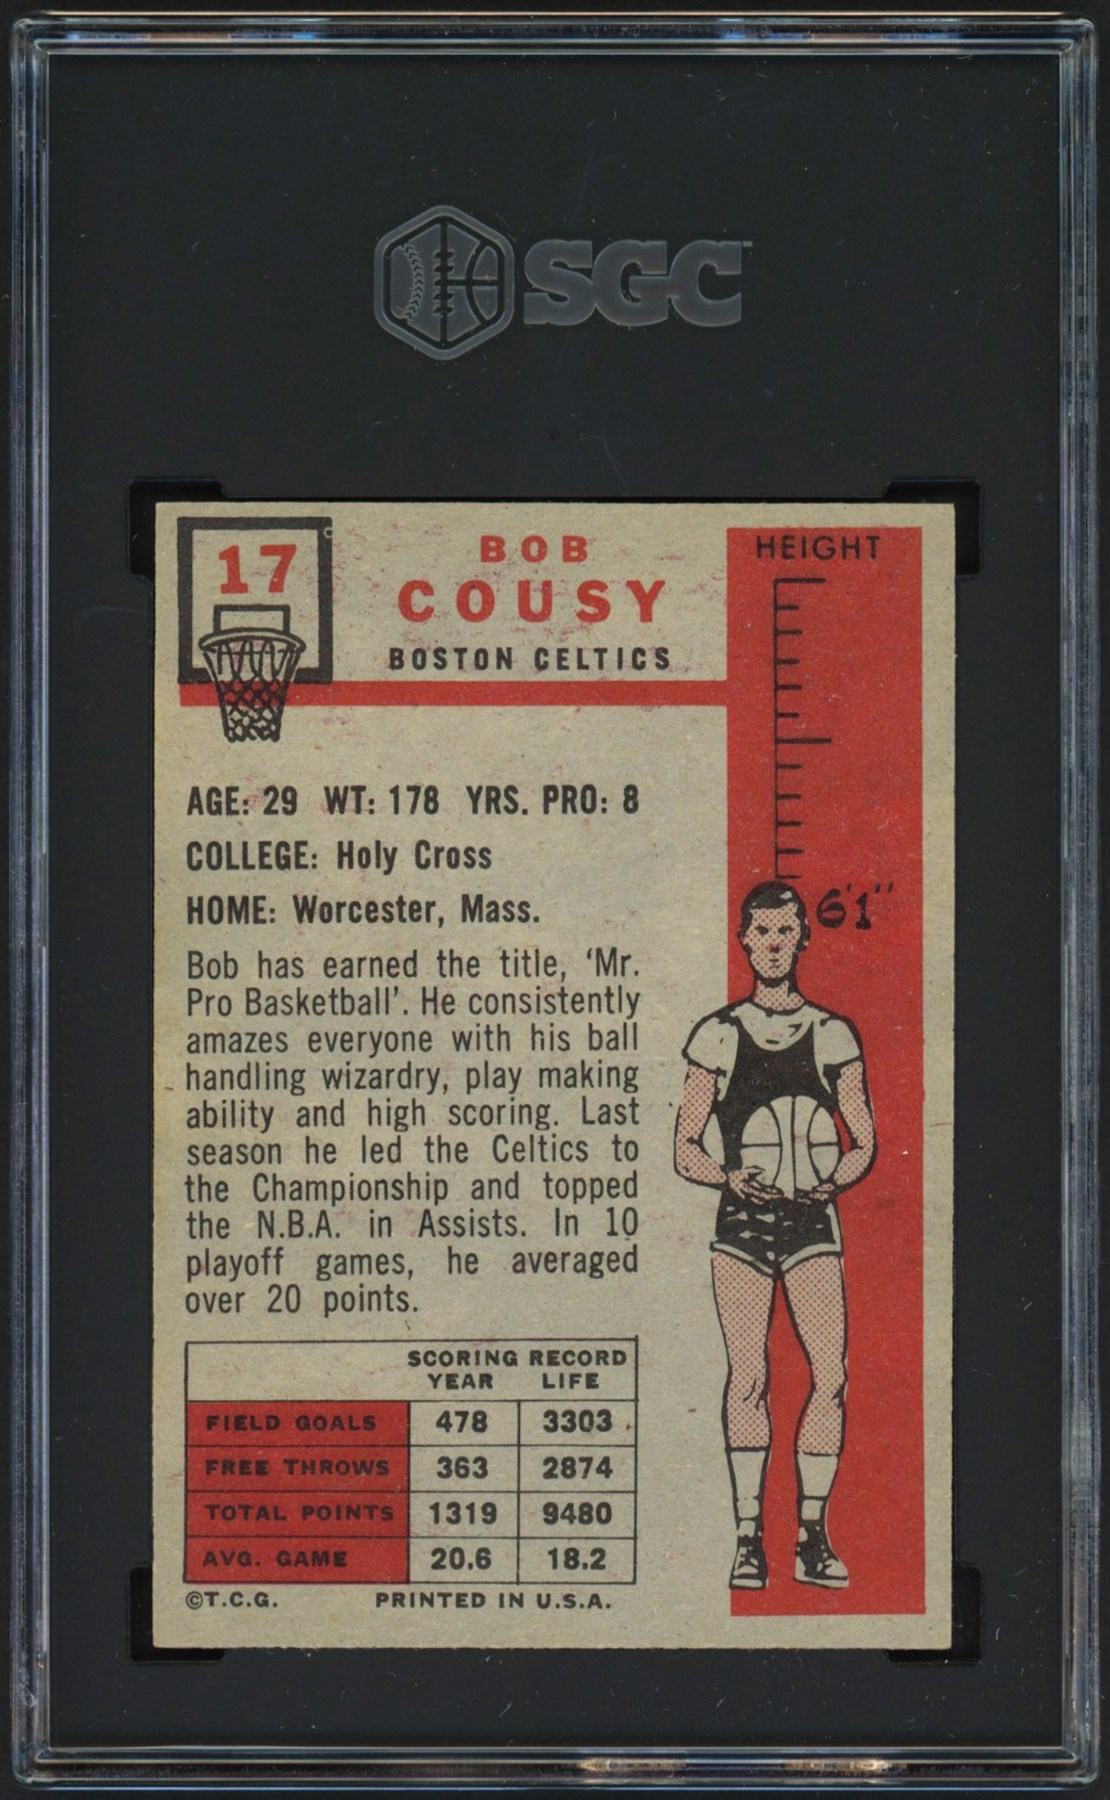 SGC
17
BOB
COUSY
BOSTON CELTICS
HEIGHT
6'1"
AGE: 29 WT: 178 YRS. PRO: 8
COLLEGE: Holy Cross
HOME: Worcester, Mass.
Bob has earned the title, ‘Mr.
Pro Basketball’. He consistently
amazes everyone with his ball
handling wizardry, play making
ability and high scoring. Last
season he led the Celtics to
the Championship and topped
the N.B.A. in Assists. In 10
playoff games, he averaged
over 20 points.
SCORING RECORD
YEAR LIFE
FIELD GOALS 478 3303
FREE THROWS 363 2874
TOTAL POINTS 1319 9480
AVG. GAME 20.6 18.2
©T.C.G. PRINTED IN U.S.A.